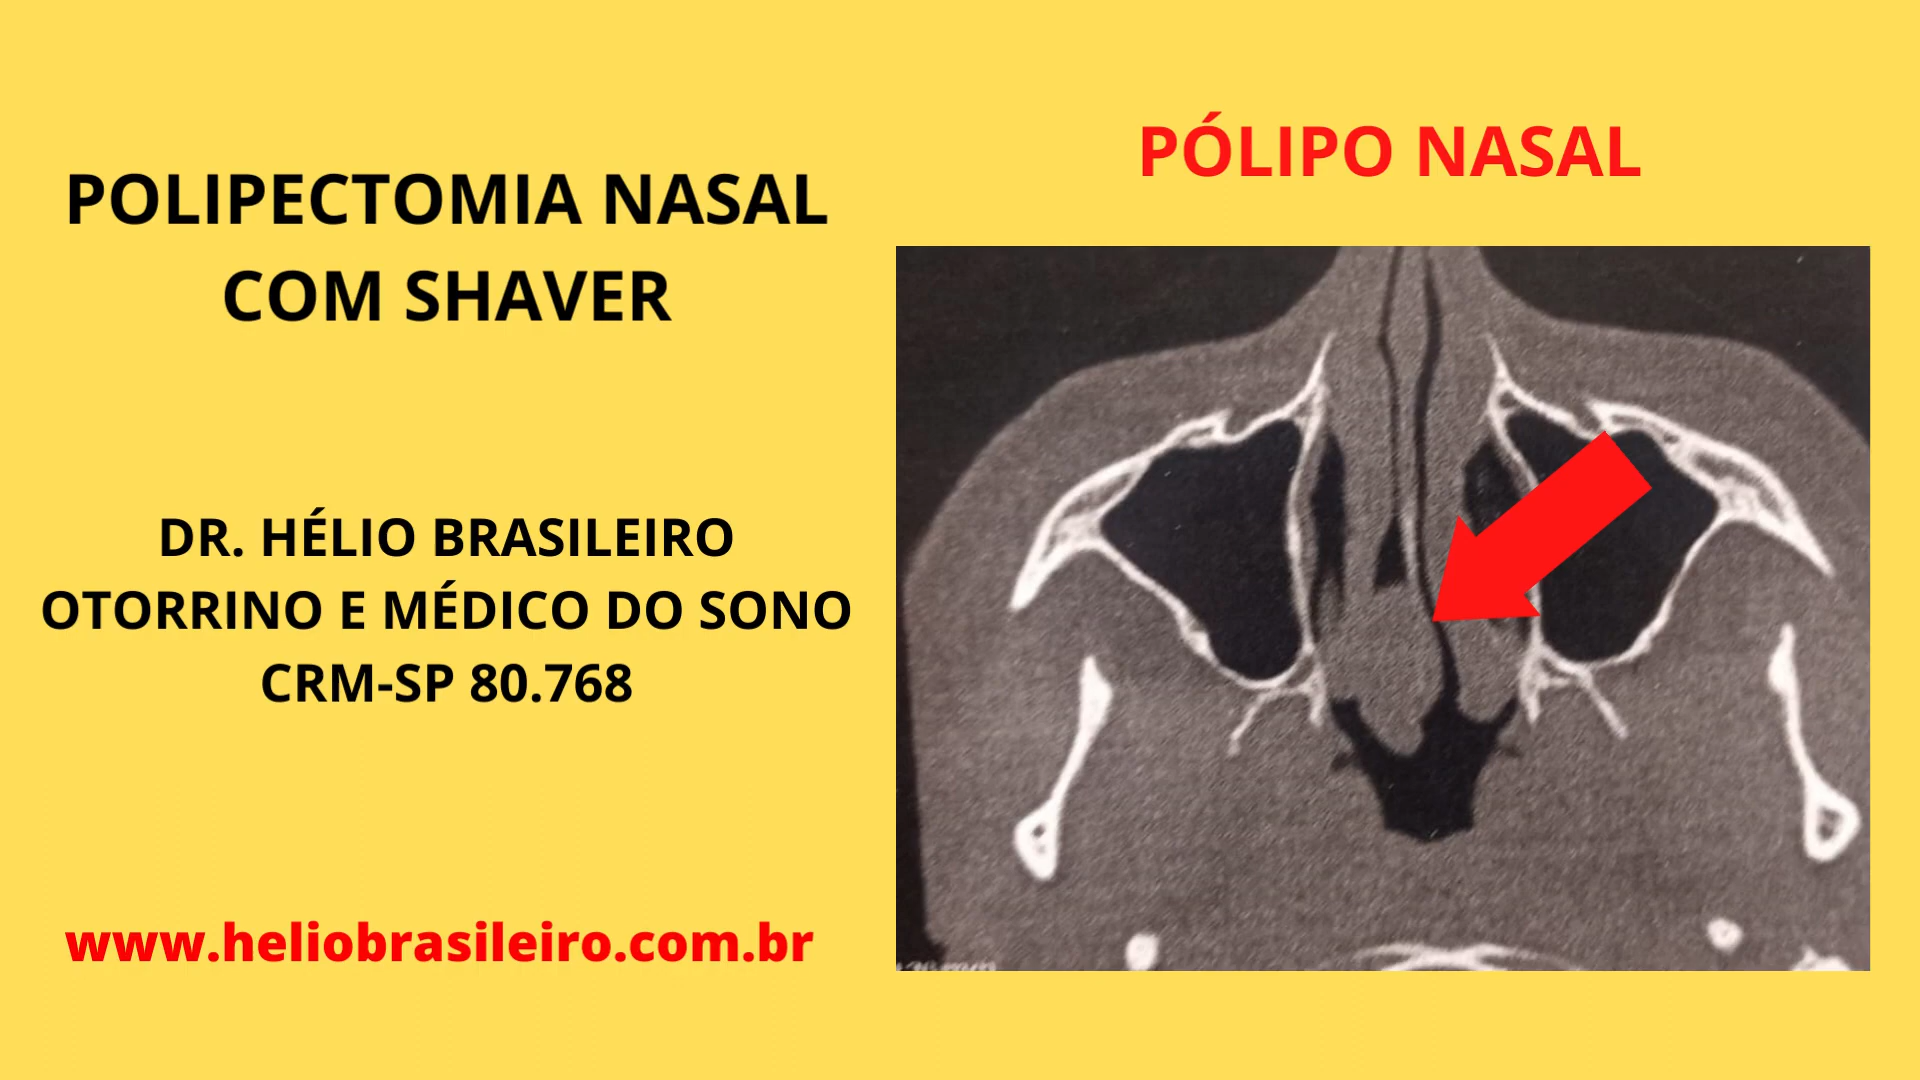 POLIPECTOMIA NASAL
COM SHAVER
DR. HÉLIO BRASILEIRO
OTORRINO E MÉDICO DO SONO
CRM-SP 80.768
www.heliobrasileiro.com.br
PÓLIPO NASAL